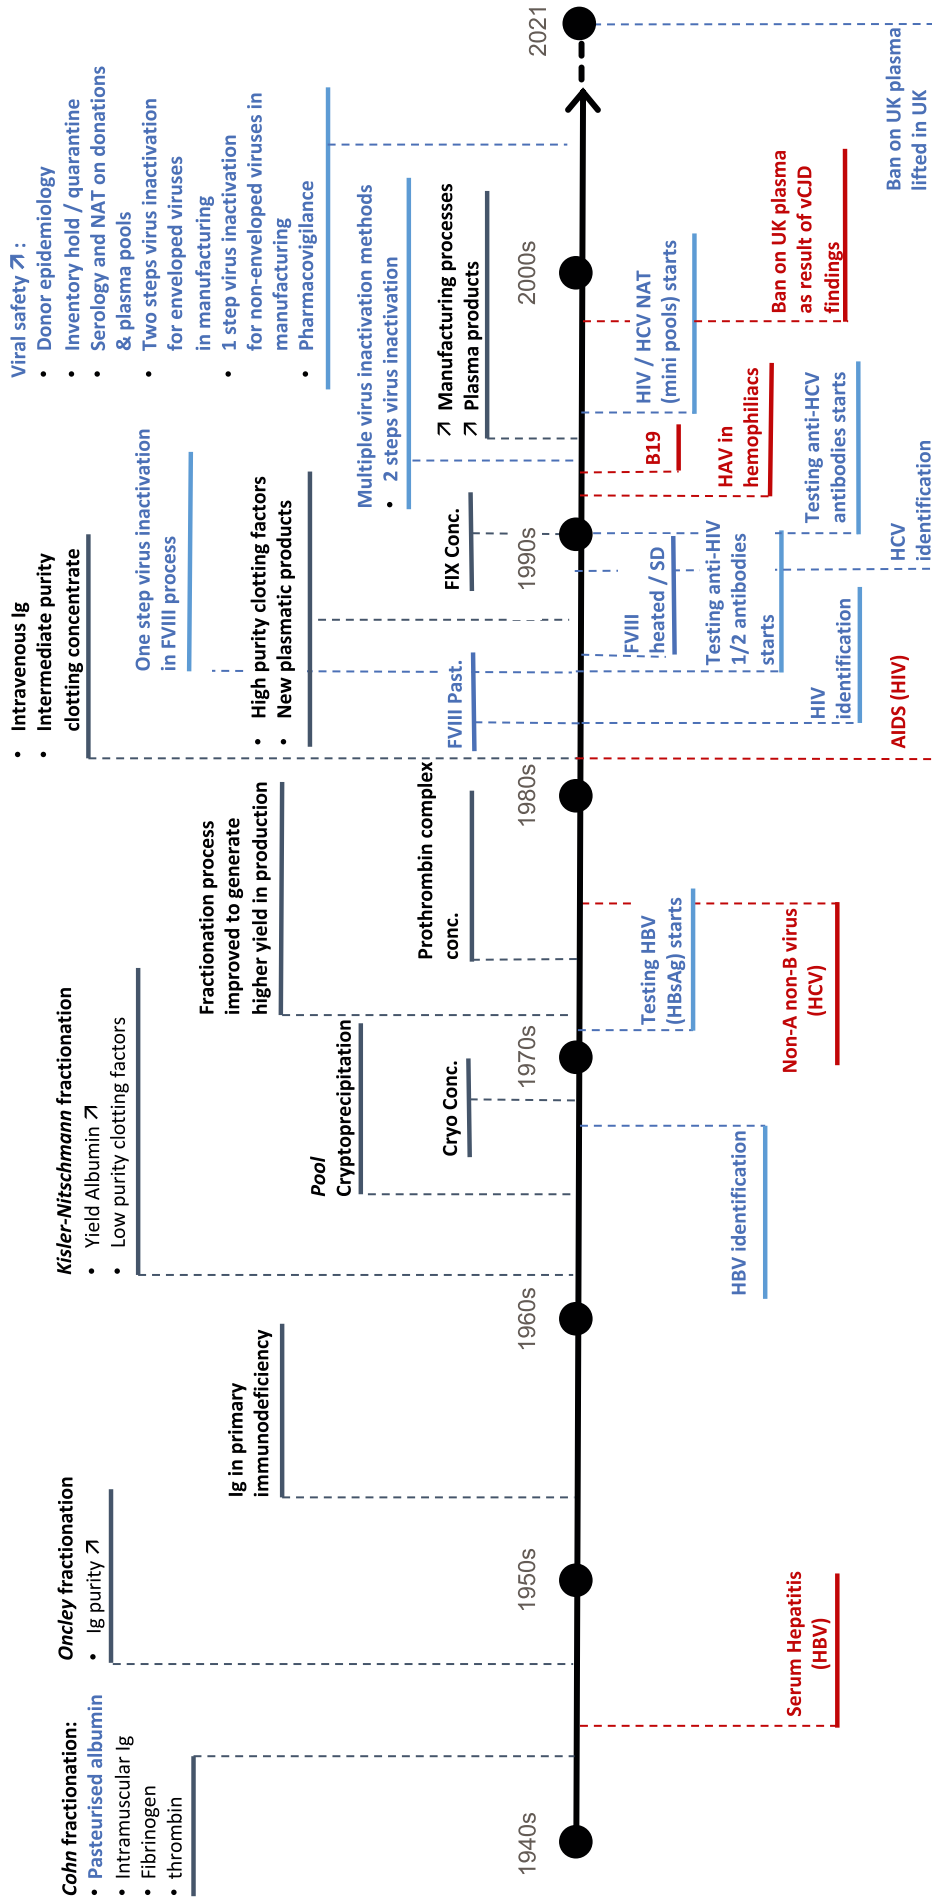 Cohn fractionation:
• Pasteurised albumin
• Intramuscular Ig
• Fibrinogen
• thrombin
Oncley fractionation
• Ig purity ↗
Ig in primary
immunodeficiency
Kisler-Nitschmann fractionation
• Yield Albumin ↗
• Low purity clotting factors
Pool
Cryptoprecipitation
Cryo Conc.
Fractionation process
improved to generate
higher yield in production
Prothrombin complex
conc.
• Intravenous Ig
• Intermediate purity
clotting concentrate
One step virus inactivation
in FVIII process
• High purity clotting factors
• New plasmatic products
FVIII Past.
FIX Conc.
Multiple virus inactivation methods
• 2 steps virus inactivation
↗ Manufacturing processes
↗ Plasma products
Viral safety ↗ :
• Donor epidemiology
• Inventory hold / quarantine
• Serology and NAT on donations
& plasma pools
• Two steps virus inactivation
for enveloped viruses
in manufacturing
• 1 step virus inactivation
for non-enveloped viruses in
manufacturing
• Pharmacovigilance
1940s
1950s
1960s
1970s
1980s
1990s
2000s
2021
Serum Hepatitis
(HBV)
HBV identification
Testing HBV
(HBsAg) starts
Non-A non-B virus
(HCV)
AIDS (HIV)
HIV
identification
FVIII
heated / SD
Testing anti-HIV
1/2 antibodies
starts
HCV
identification
Testing anti-HCV
antibodies starts
HAV in
hemophiliacs
B19
HIV / HCV NAT
(mini pools) starts
Ban on UK plasma
as result of vCJD
findings
Ban on UK plasma
lifted in UK